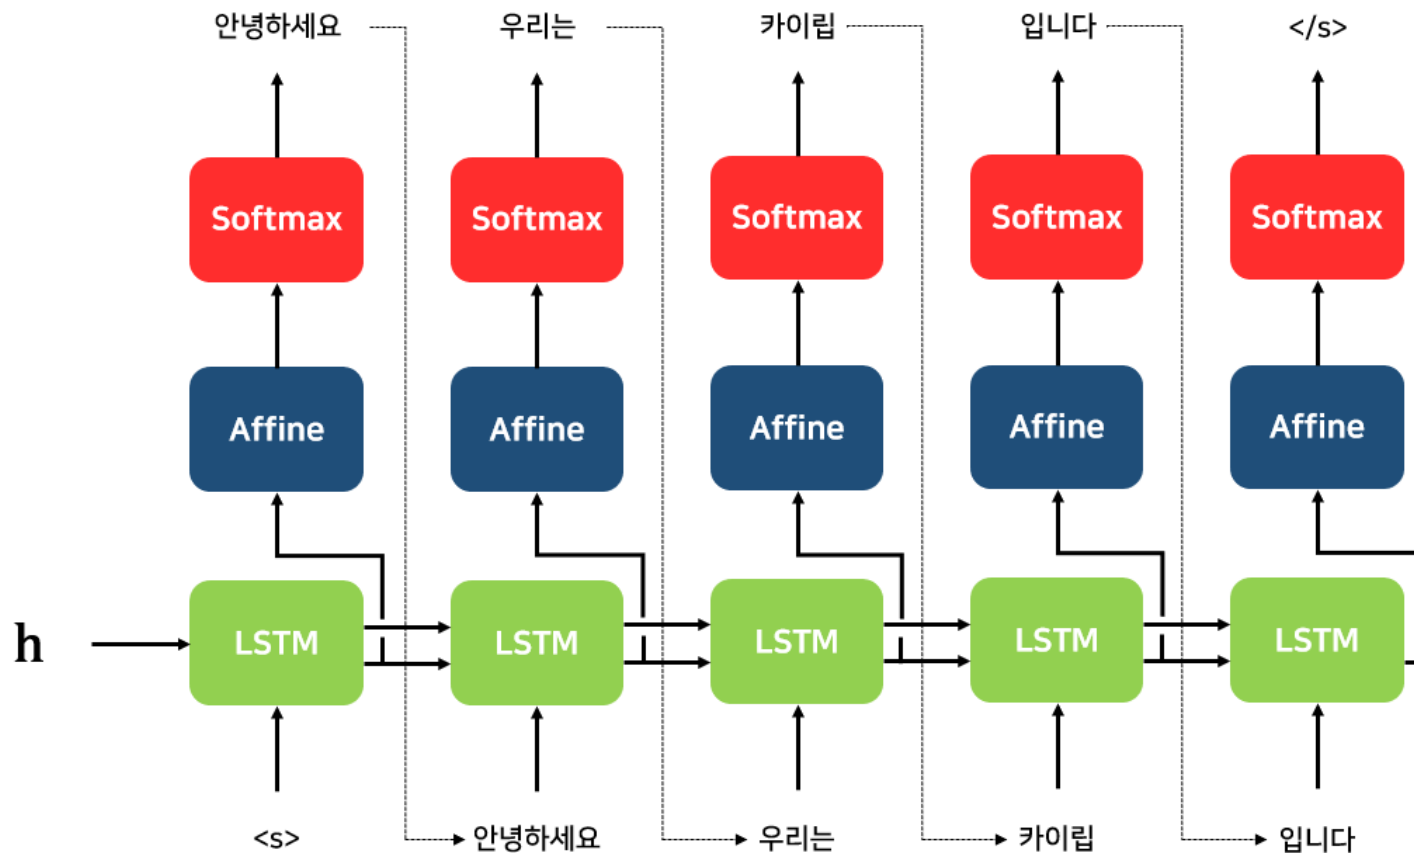 안녕하세요 우리는 카이립 입니다 </s>
Softmax Softmax Softmax Softmax Softmax
Affine Affine Affine Affine Affine
h LSTM LSTM LSTM LSTM LSTM
<s> 안녕하세요 우리는 카이립 입니다